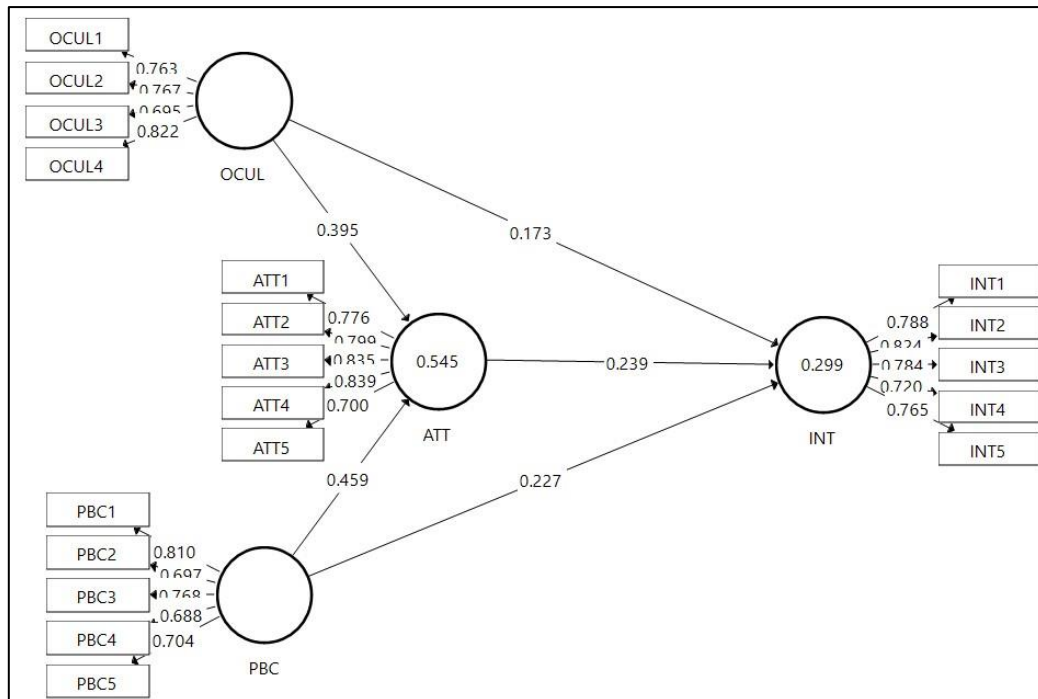 OCUL1
OCUL2
OCUL3
OCUL4
0.763
0.767
0.695
0.822
OCUL
0.395
0.173
ATT1
ATT2
ATT3
ATT4
ATT5
0.776
0.799
0.835
0.839
0.700
0.545
ATT
0.239
0.299
INT
0.788
0.824
0.784
0.720
0.765
INT1
INT2
INT3
INT4
INT5
0.459
0.227
PBC1
PBC2
PBC3
PBC4
PBC5
0.810
0.697
0.768
0.688
0.704
PBC